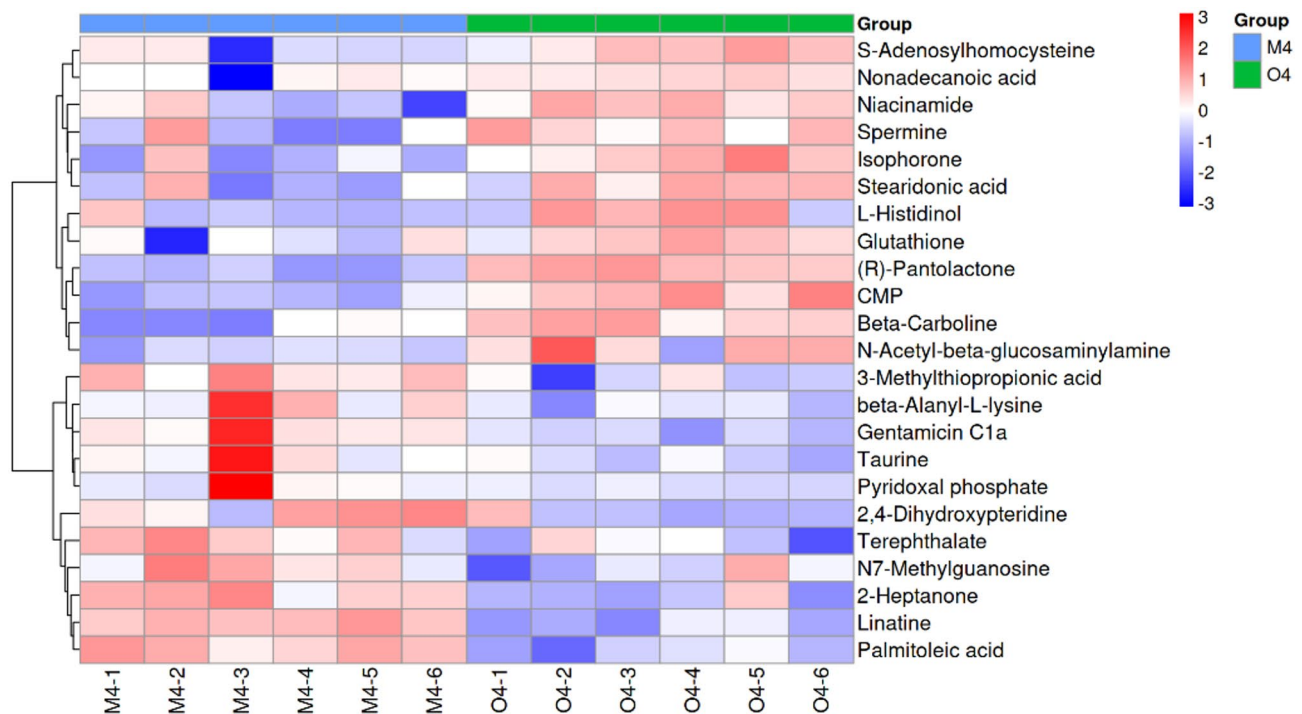 Group
S-Adenosylhomocysteine
Nonadecanoic acid
Niacinamide
Spermine
Isophorone
Stearidonic acid
L-Histidinol
Glutathione
(R)-Pantolactone
CMP
Beta-Carboline
N-Acetyl-beta-glucosaminylamine
3-Methylthiopropionic acid
beta-Alanyl-L-lysine
Gentamicin C1a
Taurine
Pyridoxal phosphate
2,4-Dihydroxypteridine
Terephthalate
N7-Methylguanosine
2-Heptanone
Linatine
Palmitoleic acid
M4-1
M4-2
M4-3
M4-4
M4-5
M4-6
O4-1
O4-2
O4-3
O4-4
O4-5
O4-6
3
2
1
0
-1
-2
-3
Group
M4
O4